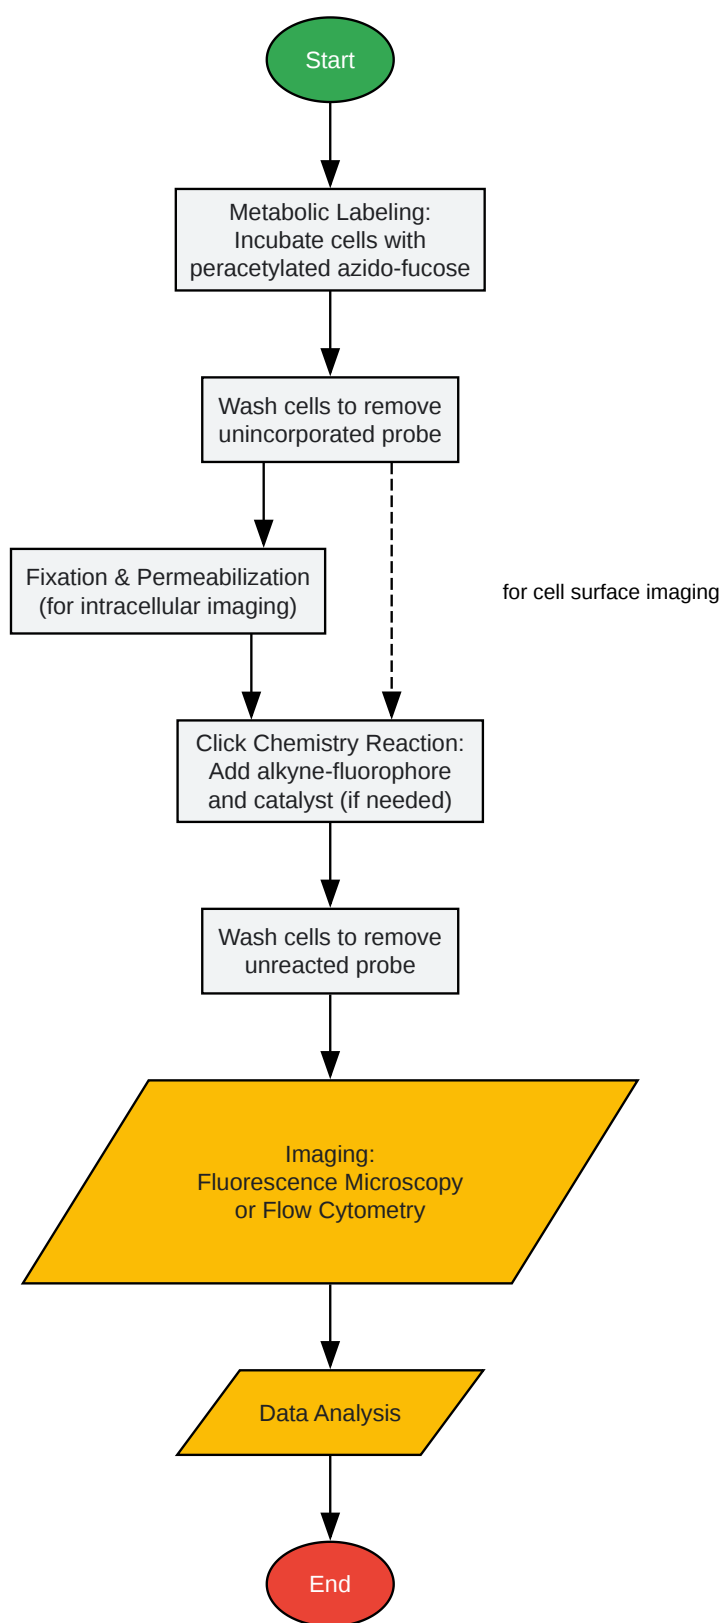 Start
Metabolic Labeling:
Incubate cells with
peracetylated azido-fucose
Wash cells to remove
unincorporated probe
Fixation & Permeabilization
(for intracellular imaging)
for cell surface imaging
Click Chemistry Reaction:
Add alkyne-fluorophore
and catalyst (if needed)
Wash cells to remove
unreacted probe
Imaging:
Fluorescence Microscopy
or Flow Cytometry
Data Analysis
End